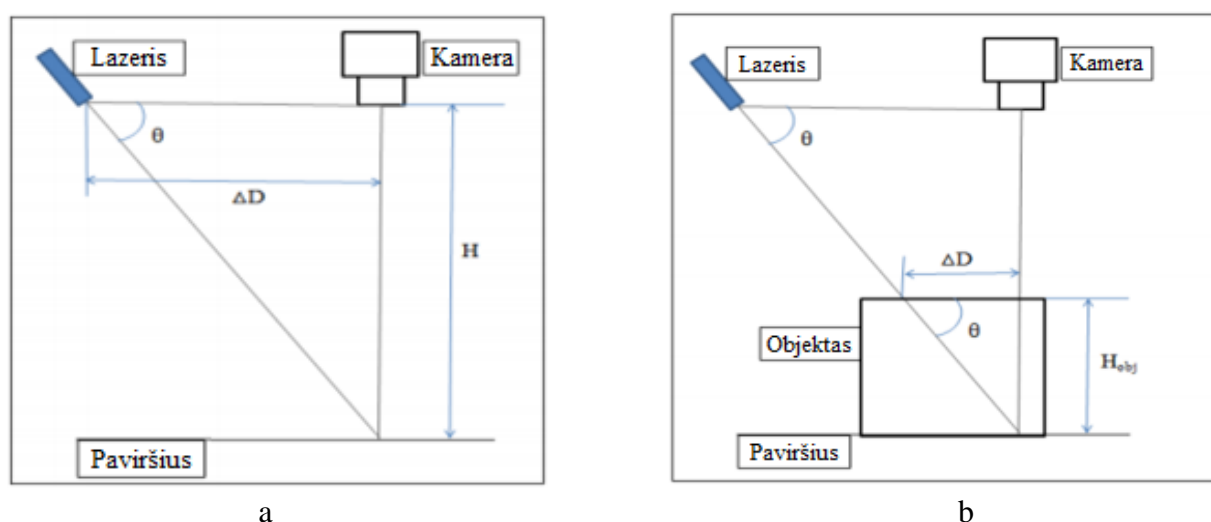 Lazeris
Kamera
θ
ΔD
H
Paviršius
a
Lazeris
Kamera
θ
ΔD
θ
Objektas
Hobj
Paviršius
b